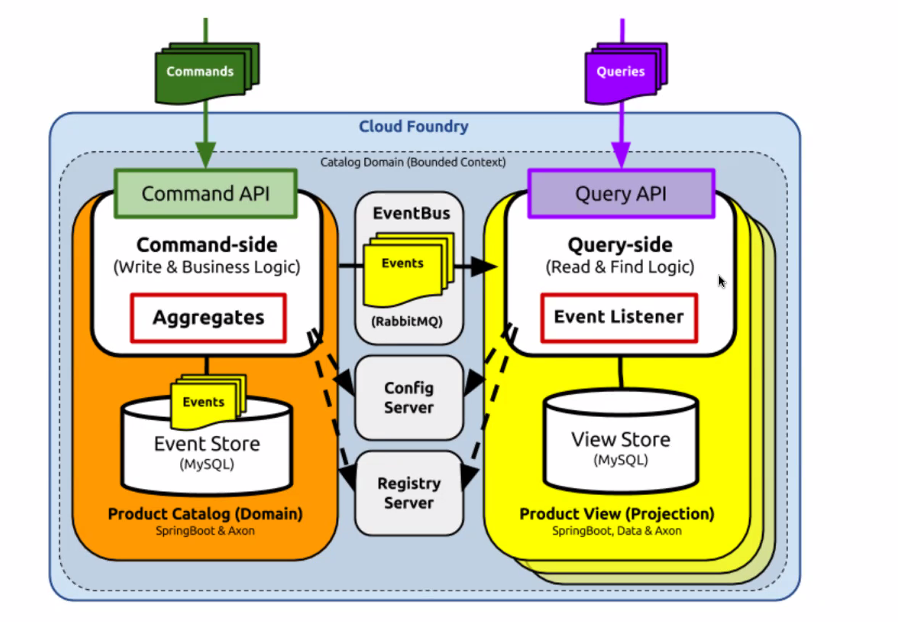 Commands
Queries
Cloud Foundry
Catalog Domain (Bounded Context)
Command API
Command-side
(Write & Business Logic)
Aggregates
Events
Event Store
(MySQL)
Product Catalog (Domain)
SpringBoot & Axon
EventBus
Events
(RabbitMQ)
Config
Server
Registry
Server
Query API
Query-side
(Read & Find Logic)
Event Listener
View Store
(MySQL)
Product View (Projection)
SpringBoot, Data & Axon